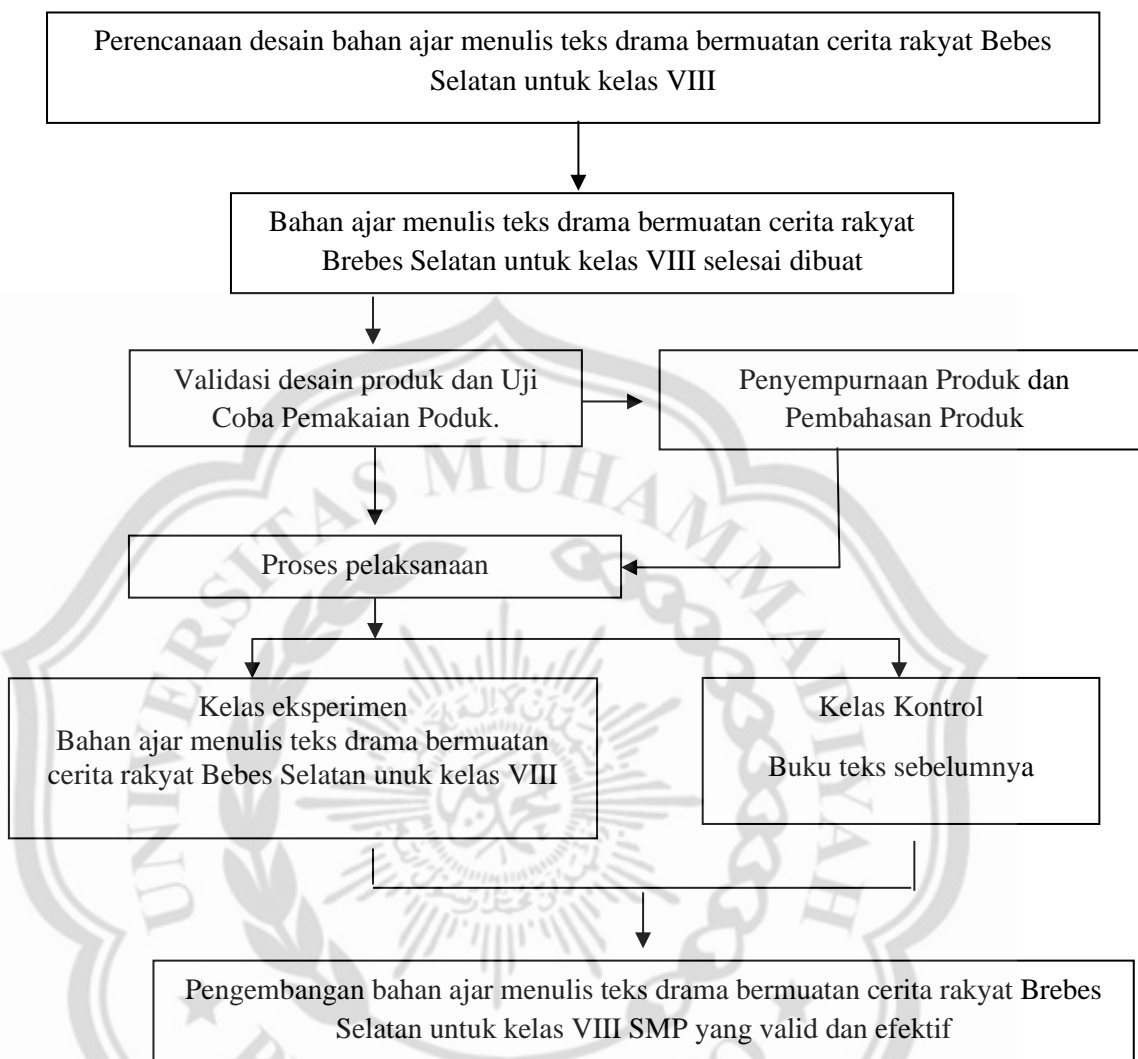 Perencanaan desain bahan ajar menulis teks drama bermuatan cerita rakyat Bebes
Selatan untuk kelas VIII
Bahan ajar menulis teks drama bermuatan cerita rakyat
Brebes Selatan untuk kelas VIII selesai dibuat
Validasi desain produk dan Uji
Coba Pemakaian Poduk.
Penyempurnaan Produk dan
Pembahasan Produk
Proses pelaksanaan
Kelas eksperimen
Bahan ajar menulis teks drama bermuatan
cerita rakyat Bebes Selatan unuk kelas VIII
Kelas Kontrol
Buku teks sebelumnya
Pengembangan bahan ajar menulis teks drama bermuatan cerita rakyat Brebes
Selatan untuk kelas VIII SMP yang valid dan efektif
UNIVERSITAS MUHAMMADIYAH